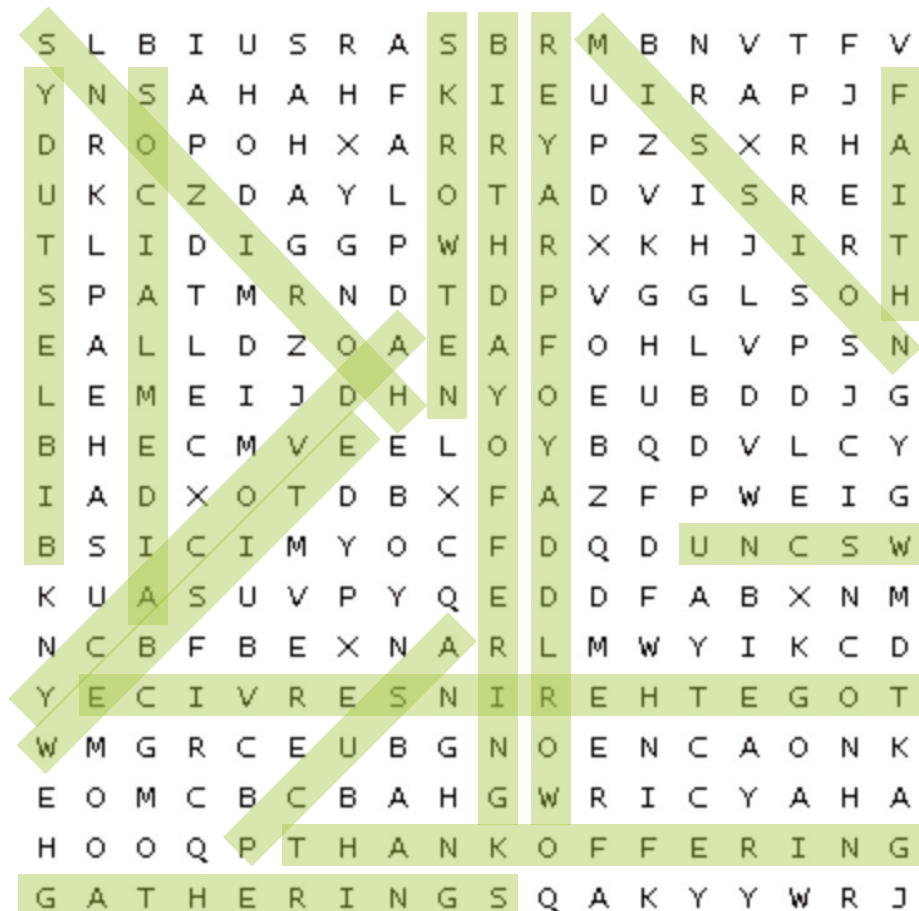 S L B I U S R A S B R M B N V T F V
Y N S A H A H F K I E U I R A P J F
D R O P O H X A R R Y P Z S X R H A
U K C Z D A Y L O T A D V I S R E I
T L I D I G G P W H R X K H J I R T
S P A T M R N D T D P V G G L S O H
E A L L D Z O A E A F O H L V P S N
L E M E I J D H N Y O E U B D D J G
B H E C M V E E L O Y B Q D V L C Y
I A D X O T D B X F A Z F P W E I G
B S I C I M Y O C F D Q D U N C S W
K U A S U V P Y Q E D D F A B X N M
N C B F B E X N A R L M W Y I K C D
Y E C I V R E S N I R E H T E G O T
W M G R C E U B G N O E N C A O N K
E O M C B C B A H G W R I C Y A H A
H O O Q P T H A N K O F F E R I N G
G A T H E R I N G S Q A K Y Y W R J